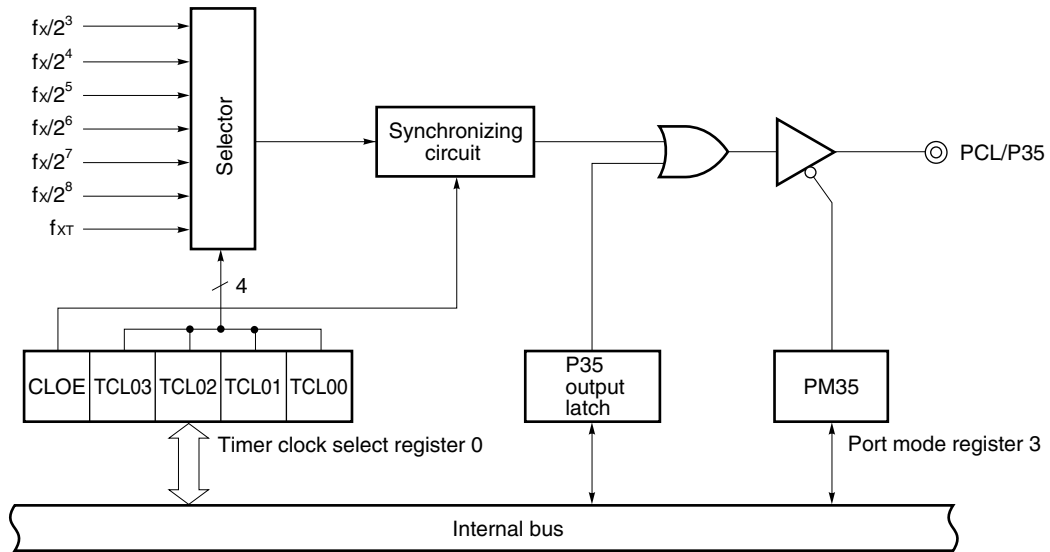 fX/2³
fX/2⁴
fX/2⁵
fX/2⁶
fX/2⁷
fX/2⁸
fXT
Selector
Synchronizing
circuit
PCL/P35
4
CLOE TCL03 TCL02 TCL01 TCL00
P35
output
latch
PM35
Timer clock select register 0
Port mode register 3
Internal bus